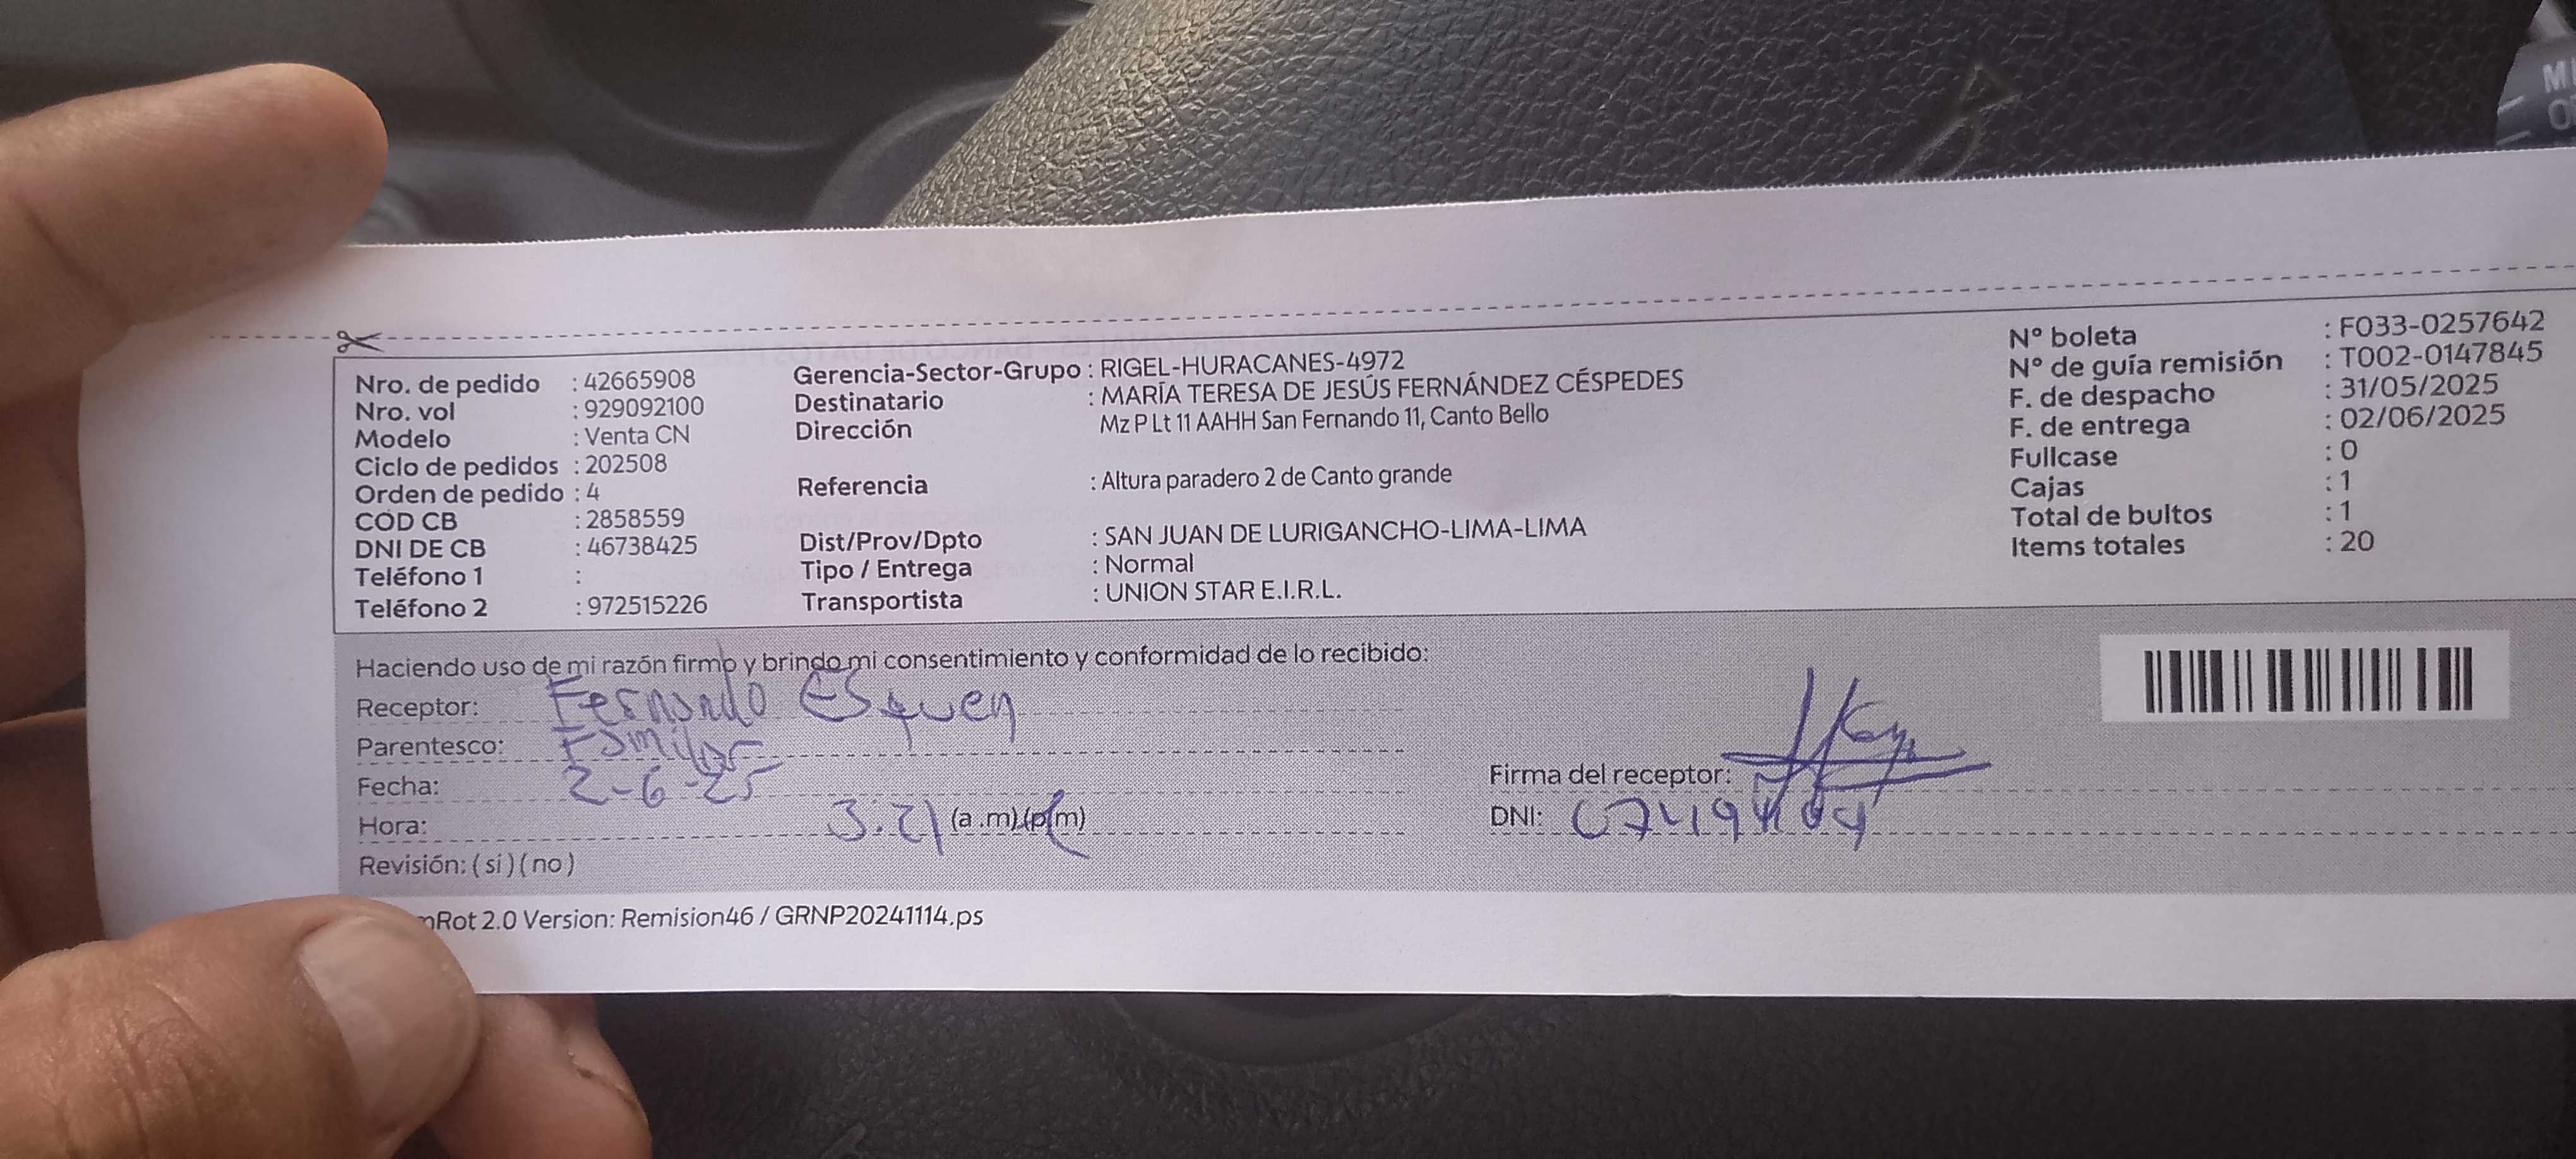 Nro. de pedido : 42665908
Nro. vol : 929092100
Modelo : Venta CN
Ciclo de pedidos : 202508
Orden de pedido : 4
COD CB : 2858559
DNI DE CB : 46738425
Teléfono 1 :
Teléfono 2 : 972515226
Gerencia-Sector-Grupo : RIGEL-HURACANES-4972
Destinatario : MARÍA TERESA DE JESÚS FERNÁNDEZ CÉSPEDES
Dirección Mz P Lt 11 AAHH San Fernando 11, Canto Bello
Referencia : Altura paradero 2 de Canto grande
Dist/Prov/Dpto : SAN JUAN DE LURIGANCHO-LIMA-LIMA
Tipo / Entrega : Normal
Transportista : UNION STAR E.I.R.L.
N° boleta : F033-0257642
N° de guía remisión : T002-0147845
F. de despacho : 31/05/2025
F. de entrega : 02/06/2025
Fullcase : 0
Cajas : 1
Total de bultos : 1
Items totales : 20
Haciendo uso de mi razón firmo y brindo mi consentimiento y conformidad de lo recibido:
Receptor: Fernando Esquen
Parentesco: Familiar
Fecha: 2-6-25
Hora: 3:21 (a.m) (p.m)
Revisión: ( si ) ( no )
Firma del receptor:
DNI:
Rot 2.0 Version: Remision46 / GRNP20241114.ps